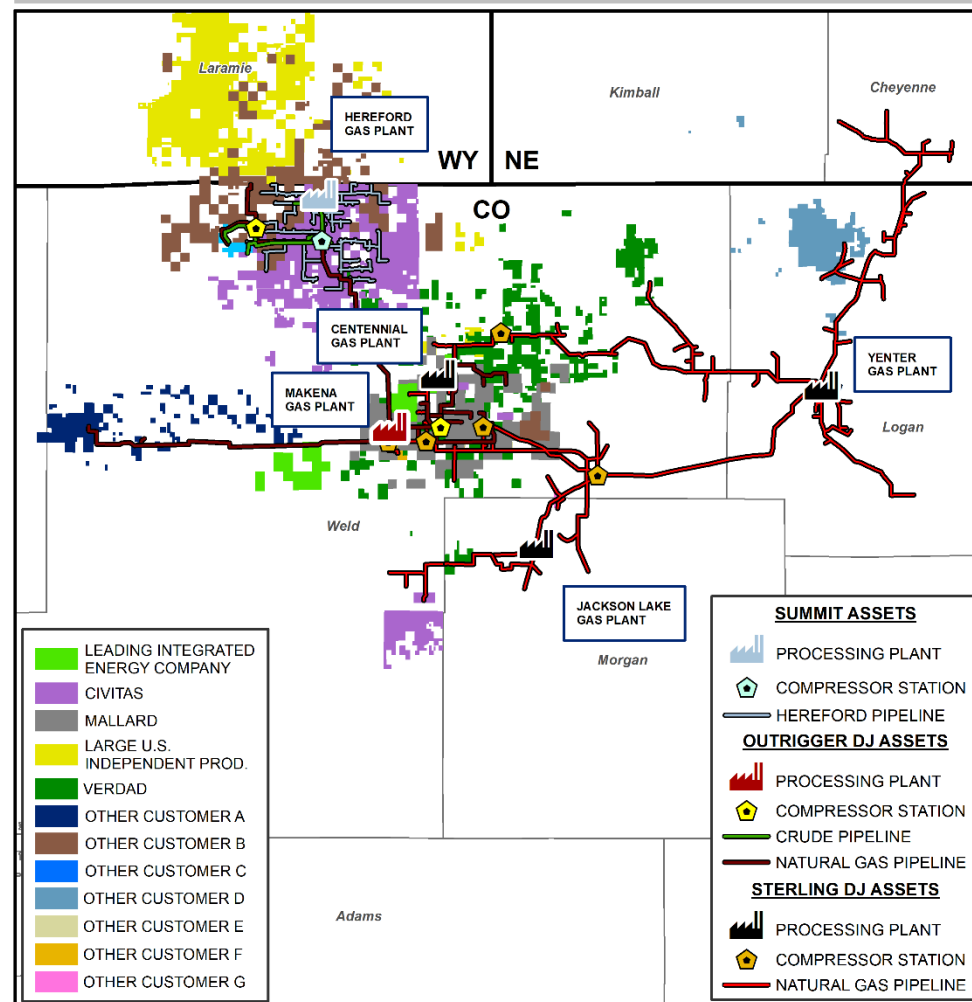 Laramie
Kimball
Cheyenne
HEREFORD
GAS PLANT
WY
NE
CO
CENTENNIAL
GAS PLANT
MAKENA
GAS PLANT
YENTER
GAS PLANT
Logan
Weld
JACKSON LAKE
GAS PLANT
Morgan
Adams
LEADING INTEGRATED
ENERGY COMPANY
CIVITAS
MALLARD
LARGE U.S.
INDEPENDENT PROD.
VERDAD
OTHER CUSTOMER A
OTHER CUSTOMER B
OTHER CUSTOMER C
OTHER CUSTOMER D
OTHER CUSTOMER E
OTHER CUSTOMER F
OTHER CUSTOMER G
SUMMIT ASSETS
PROCESSING PLANT
COMPRESSOR STATION
HEREFORD PIPELINE
OUTRIGGER DJ ASSETS
PROCESSING PLANT
COMPRESSOR STATION
CRUDE PIPELINE
NATURAL GAS PIPELINE
STERLING DJ ASSETS
PROCESSING PLANT
COMPRESSOR STATION
NATURAL GAS PIPELINE